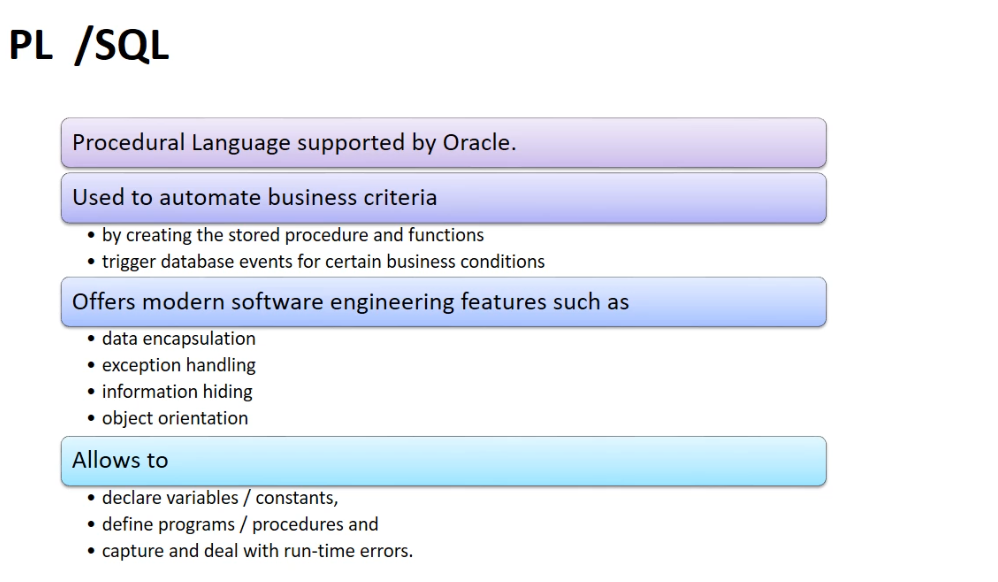 PL /SQL
Procedural Language supported by Oracle.
Used to automate business criteria
• by creating the stored procedure and functions
• trigger database events for certain business conditions
Offers modern software engineering features such as
• data encapsulation
• exception handling
• information hiding
• object orientation
Allows to
• declare variables / constants,
• define programs / procedures and
• capture and deal with run-time errors.